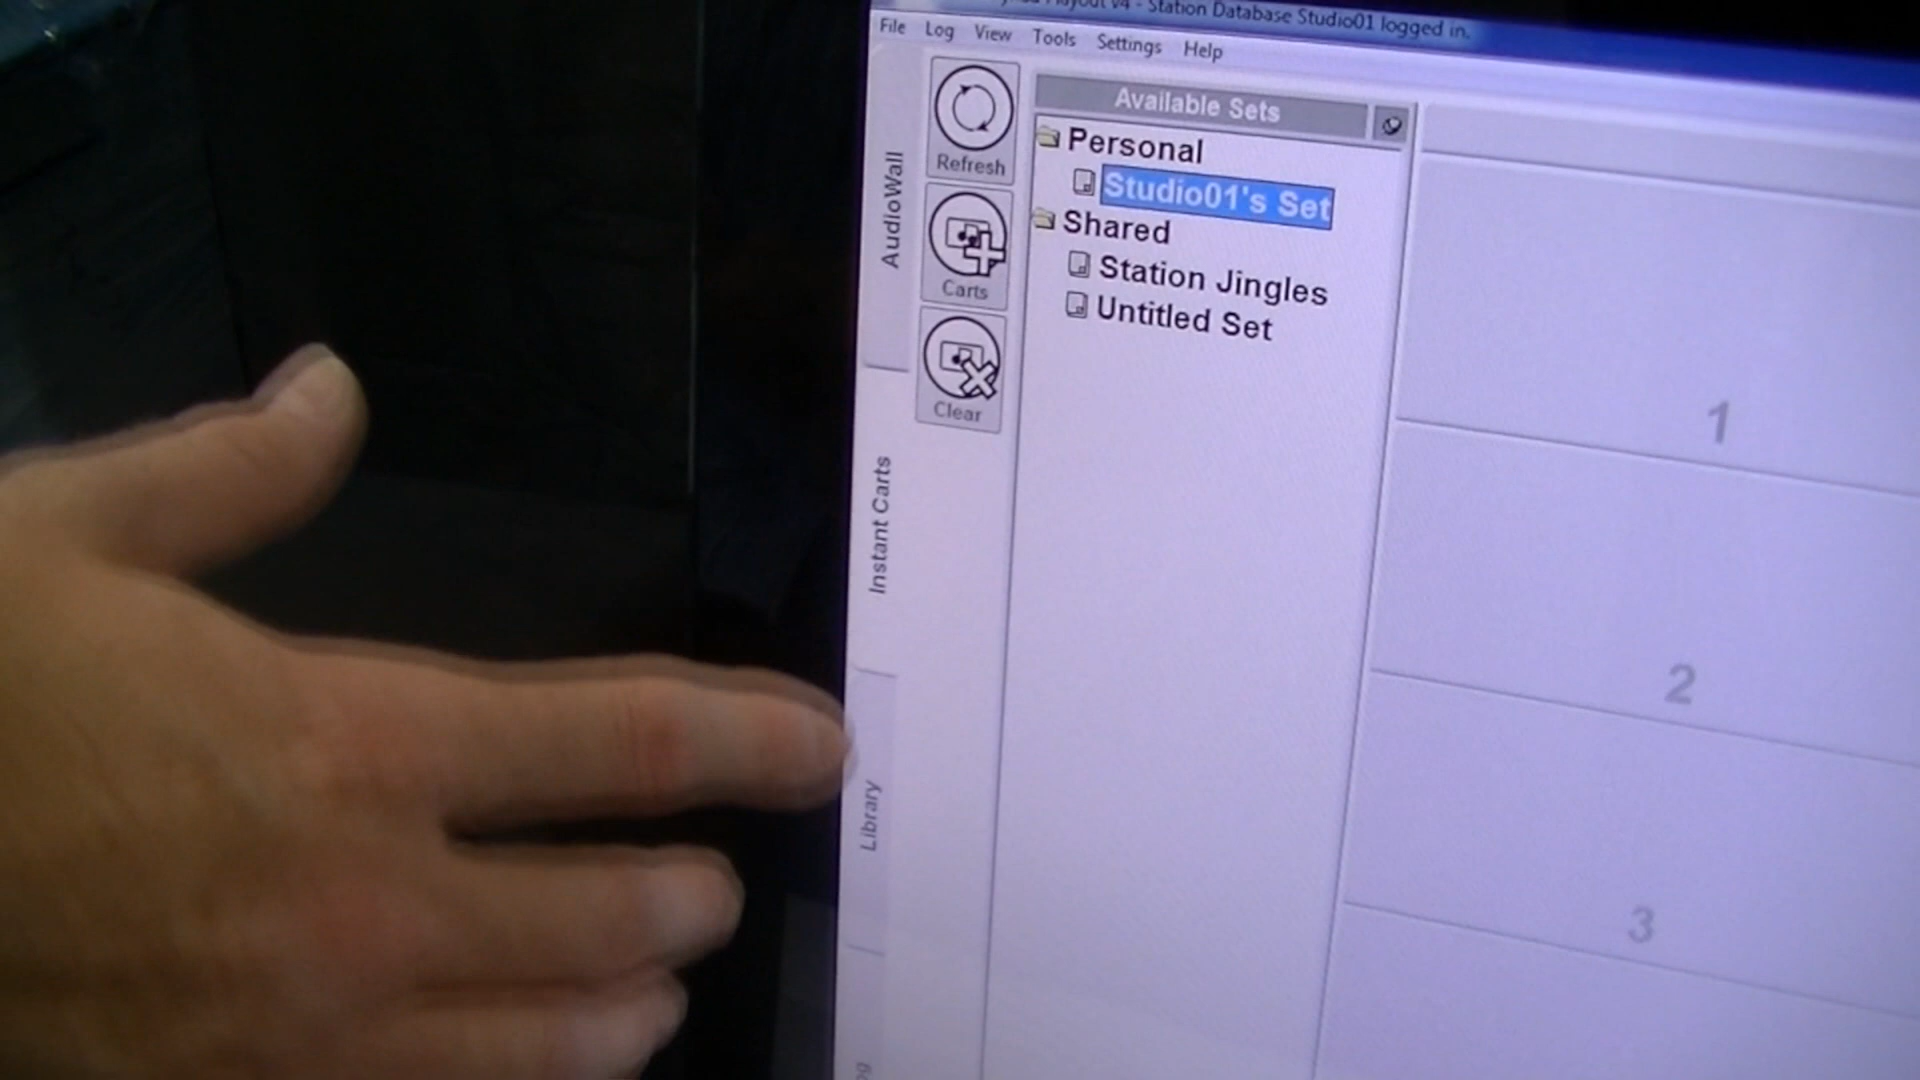 v4 - Station Database Studio01 logged in.
File Log View Tools Settings Help
Refresh
Carts
Clear
AudioWall
Instant Carts
Library
Available Sets
Personal
Studio01's Set
Shared
Station Jingles
Untitled Set
1
2
3